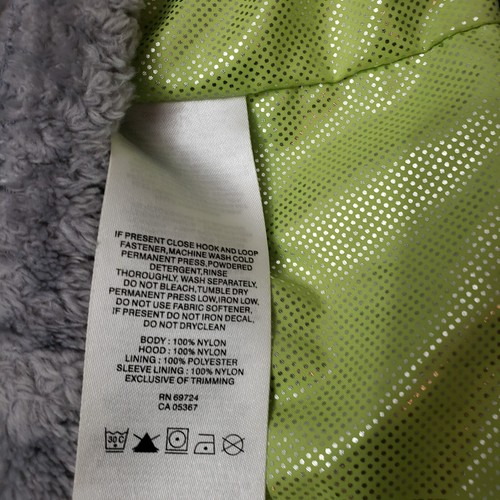 IF PRESENT CLOSE HOOK AND LOOP
FASTENER,MACHINE WASH COLD
PERMANENT PRESS,POWDERED
DETERGENT,RINSE
THOROUGHLY, WASH SEPARATELY,
DO NOT BLEACH,TUMBLE DRY
PERMANENT PRESS LOW,IRON LOW,
DO NOT USE FABRIC SOFTENER,
IF PRESENT DO NOT IRON DECAL,
DO NOT DRYCLEAN
BODY : 100% NYLON
HOOD : 100% NYLON
LINING : 100% POLYESTER
SLEEVE LINING : 100% NYLON
EXCLUSIVE OF TRIMMING
RN 69724
CA 05367
30 C